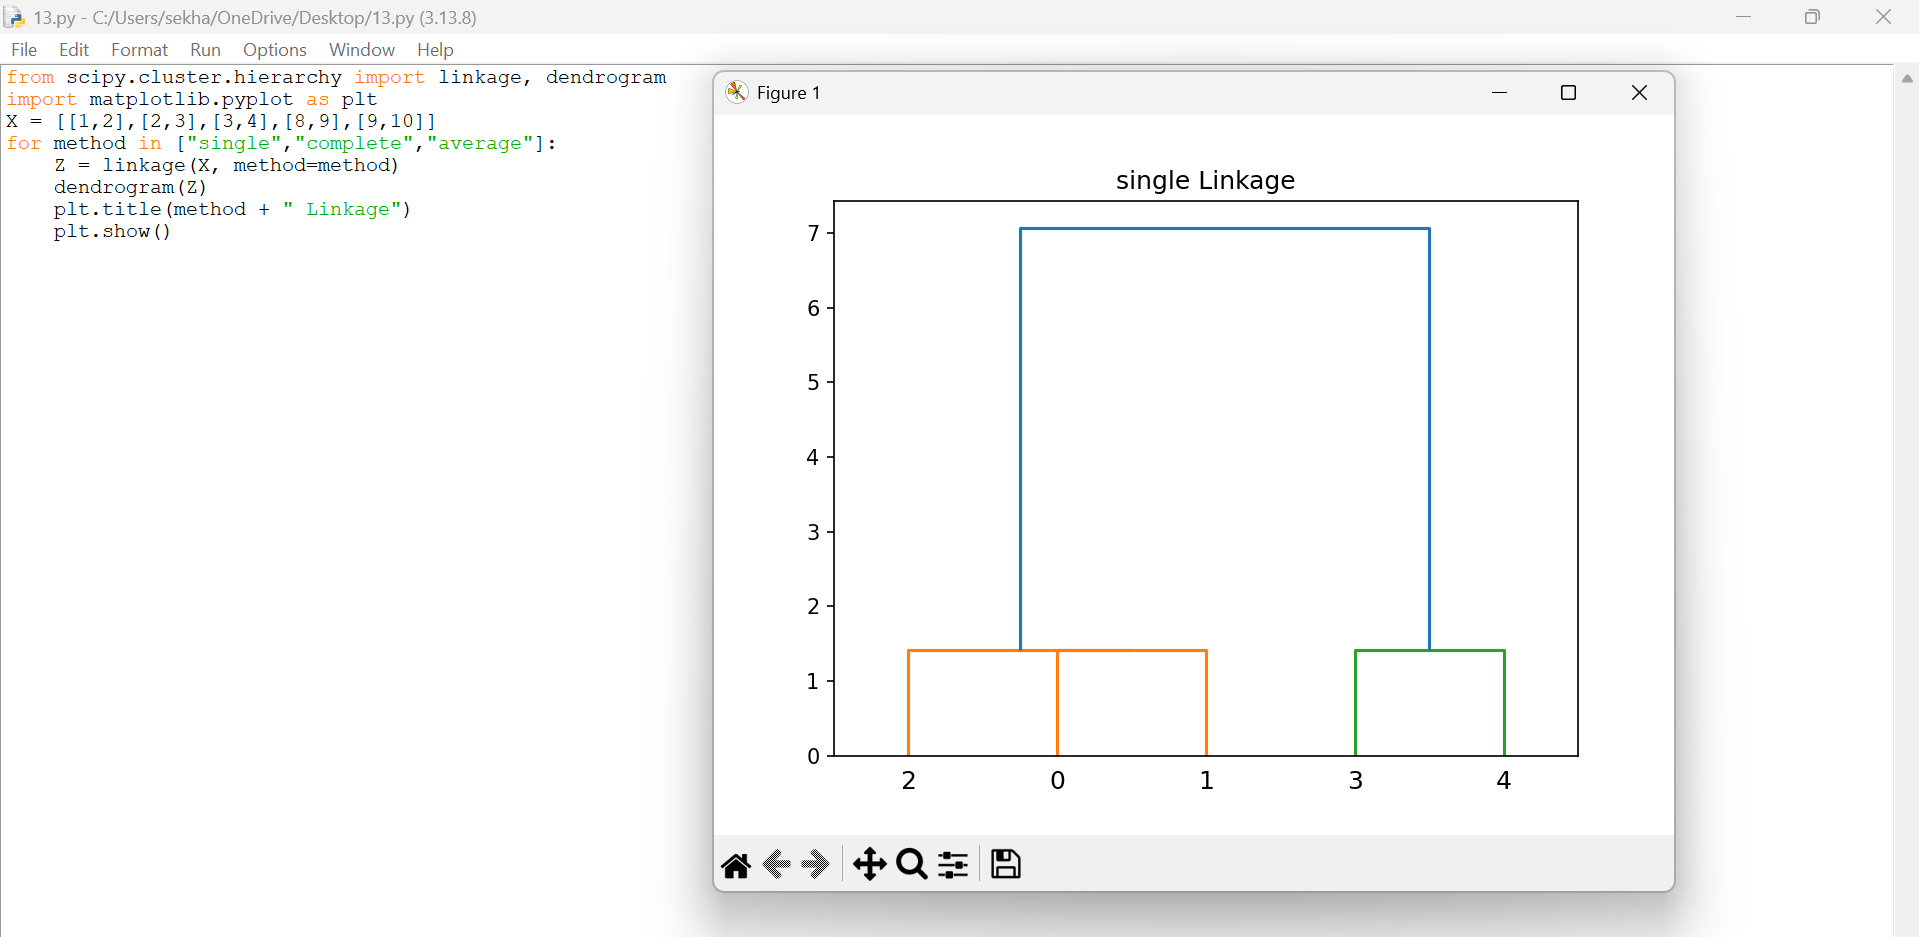 13.py - C:/Users/sekha/OneDrive/Desktop/13.py (3.13.8)
File Edit Format Run Options Window Help
from scipy.cluster.hierarchy import linkage, dendrogram
import matplotlib.pyplot as plt
X = [[1,2],[2,3],[3,4],[8,9],[9,10]]
for method in ["single","complete","average"]:
    Z = linkage(X, method=method)
    dendrogram(Z)
    plt.title(method + " Linkage")
    plt.show()
Figure 1
single Linkage
7
6
5
4
3
2
1
0
2 0 1 3 4